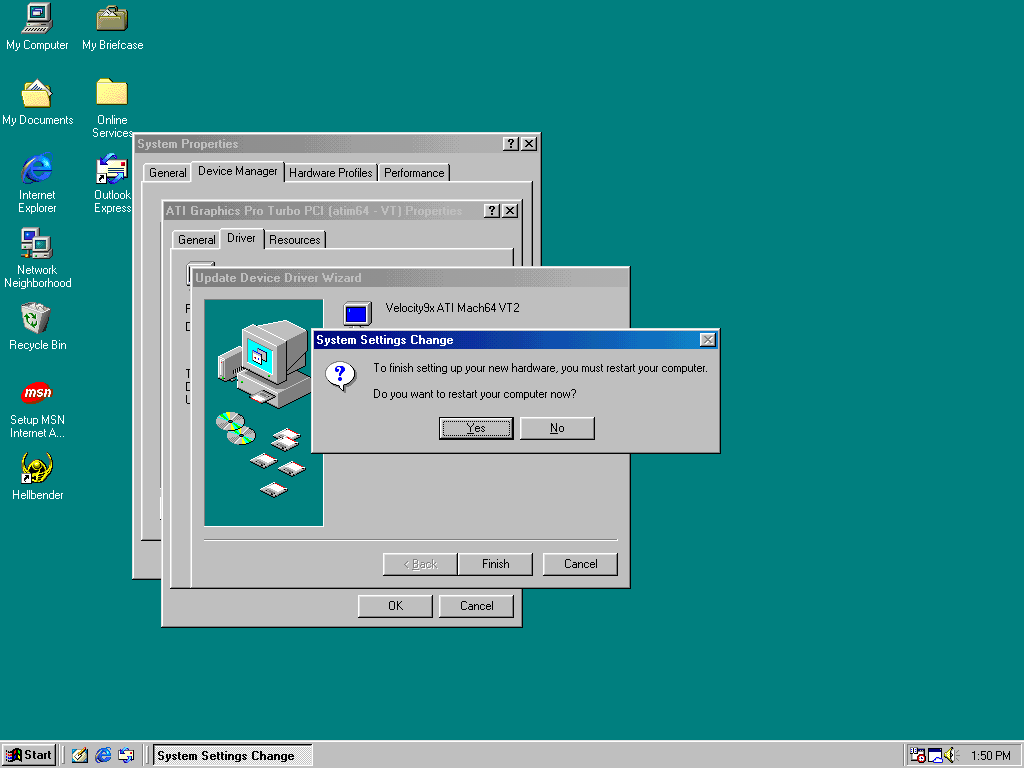 My Computer
My Briefcase
My Documents
Online
Services
Internet
Explorer
Outlook
Express
Network
Neighborhood
Recycle Bin
msn
Setup MSN
Internet A...
Hellbender
System Properties
General
Device Manager
Hardware Profiles
Performance
ATI Graphics Pro Turbo PCI (atim64 - VT) Properties
General
Driver
Resources
Update Device Driver Wizard
Velocity9x ATI Mach64 VT2
System Settings Change
To finish setting up your new hardware, you must restart your computer.
Do you want to restart your computer now?
Yes
No
< Back
Finish
Cancel
OK
Cancel
Start
System Settings Change
1:50 PM